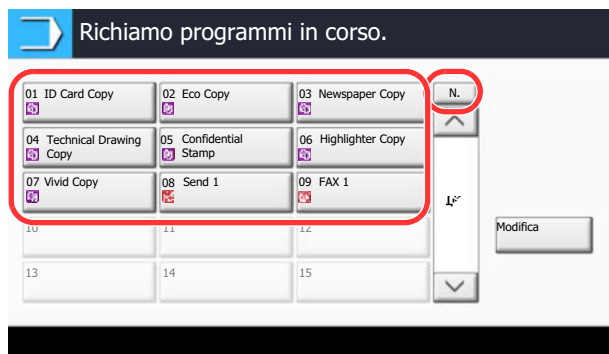 Richiamo programmi in corso.
01 ID Card Copy
02 Eco Copy
03 Newspaper Copy
N.
04 Technical Drawing
Copy
05 Confidential
Stamp
06 Highlighter Copy
07 Vivid Copy
08 Send 1
09 FAX 1
10
11
12
Modifica
13
14
15